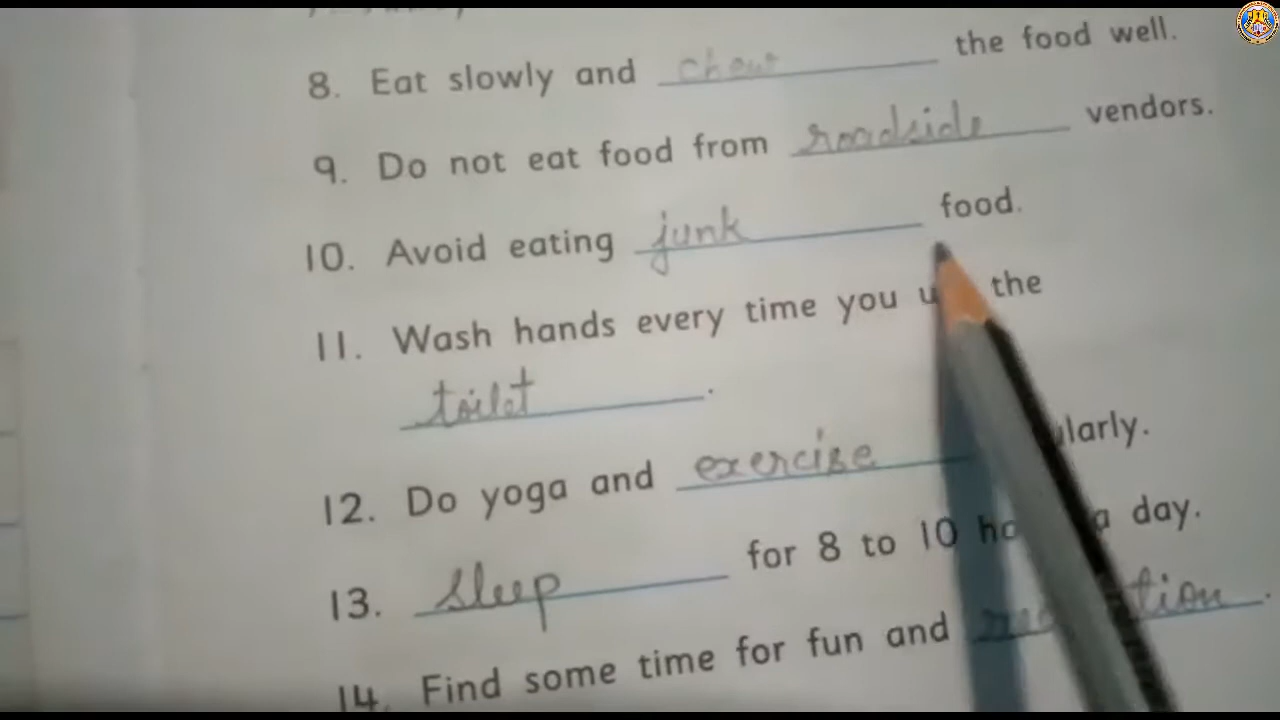 8. Eat slowly and chew the food well.
9. Do not eat food from roadside vendors.
10. Avoid eating junk food.
11. Wash hands every time you the
toilet.
12. Do yoga and exercise
13. sleep for 8 to 10 a day.
14. Find some time for fun and